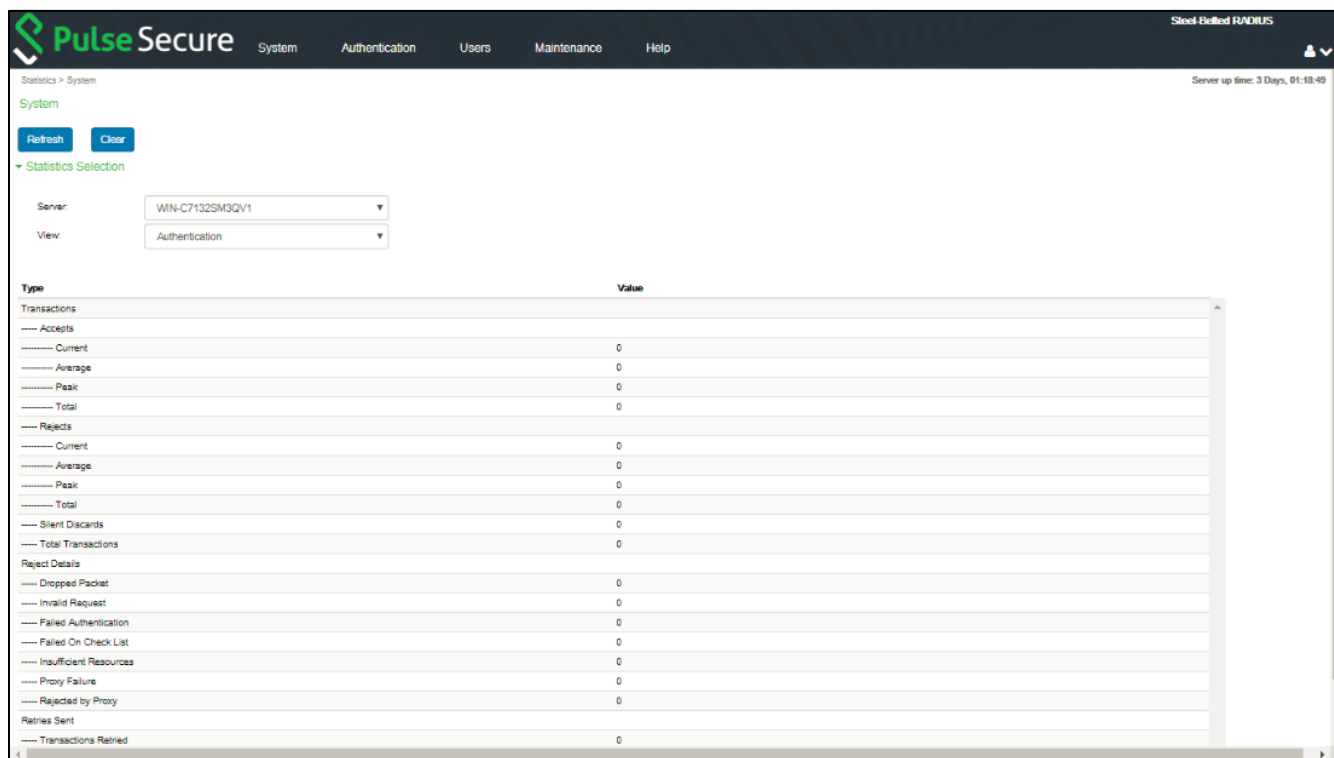 Steel-Belted RADIUS
Pulse Secure System Authentication Users Maintenance Help
Statistics > System Server up time: 3 Days, 01:18:49
System
Refresh Clear
Statistics Selection
Server: WIN-C7132SM3QV1
View: Authentication
Type Value
Transactions
----- Accepts
---------- Current 0
---------- Average 0
---------- Peak 0
---------- Total 0
----- Rejects
---------- Current 0
---------- Average 0
---------- Peak 0
---------- Total 0
----- Silent Discards 0
----- Total Transactions 0
Reject Details
----- Dropped Packet 0
----- Invalid Request 0
----- Failed Authentication 0
----- Failed On Check List 0
----- Insufficient Resources 0
----- Proxy Failure 0
----- Rejected by Proxy 0
Retries Sent
----- Transactions Retried 0